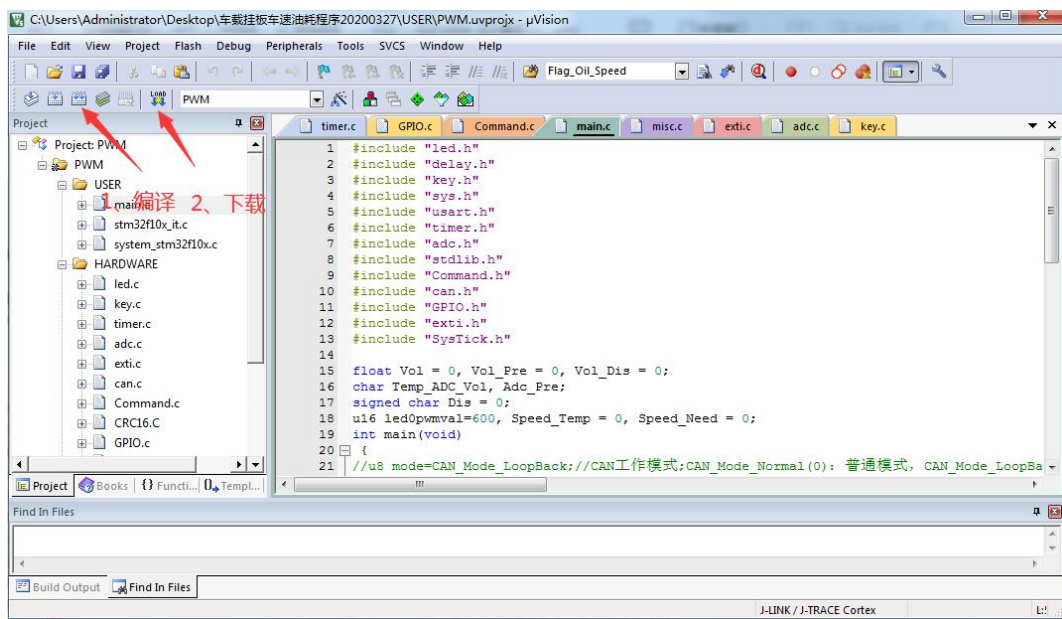 C:\Users\Administrator\Desktop\车载挂板车速油耗程序20200327\USER\PWM.uvprojx - µVision
File Edit View Project Flash Debug Peripherals Tools SVCS Window Help
Flag_Oil_Speed
LOAD
PWM
Project
timer.c GPIO.c Command.c main.c misc.c exti.c adc.c key.c
Project: PWM
PWM
USER
main.c
stm32f10x_it.c
system_stm32f10x.c
HARDWARE
led.c
key.c
timer.c
adc.c
exti.c
can.c
Command.c
CRC16.C
GPIO.c
1、编译 2、下载
1 #include "led.h"
2 #include "delay.h"
3 #include "key.h"
4 #include "sys.h"
5 #include "usart.h"
6 #include "timer.h"
7 #include "adc.h"
8 #include "stdlib.h"
9 #include "Command.h"
10 #include "can.h"
11 #include "GPIO.h"
12 #include "exti.h"
13 #include "SysTick.h"
14
15 float Vol = 0, Vol_Pre = 0, Vol_Dis = 0;
16 char Temp_ADC_Vol, Adc_Pre;
17 signed char Dis = 0;
18 u16 led0pwmval=600, Speed_Temp = 0, Speed_Need = 0;
19 int main(void)
20 {
21 //u8 mode=CAN_Mode_LoopBack;//CAN工作模式;CAN_Mode_Normal(0): 普通模式, CAN_Mode_LoopBa
Project Books {} Functi... Templ...
Find In Files
Build Output Find In Files
J-LINK / J-TRACE Cortex